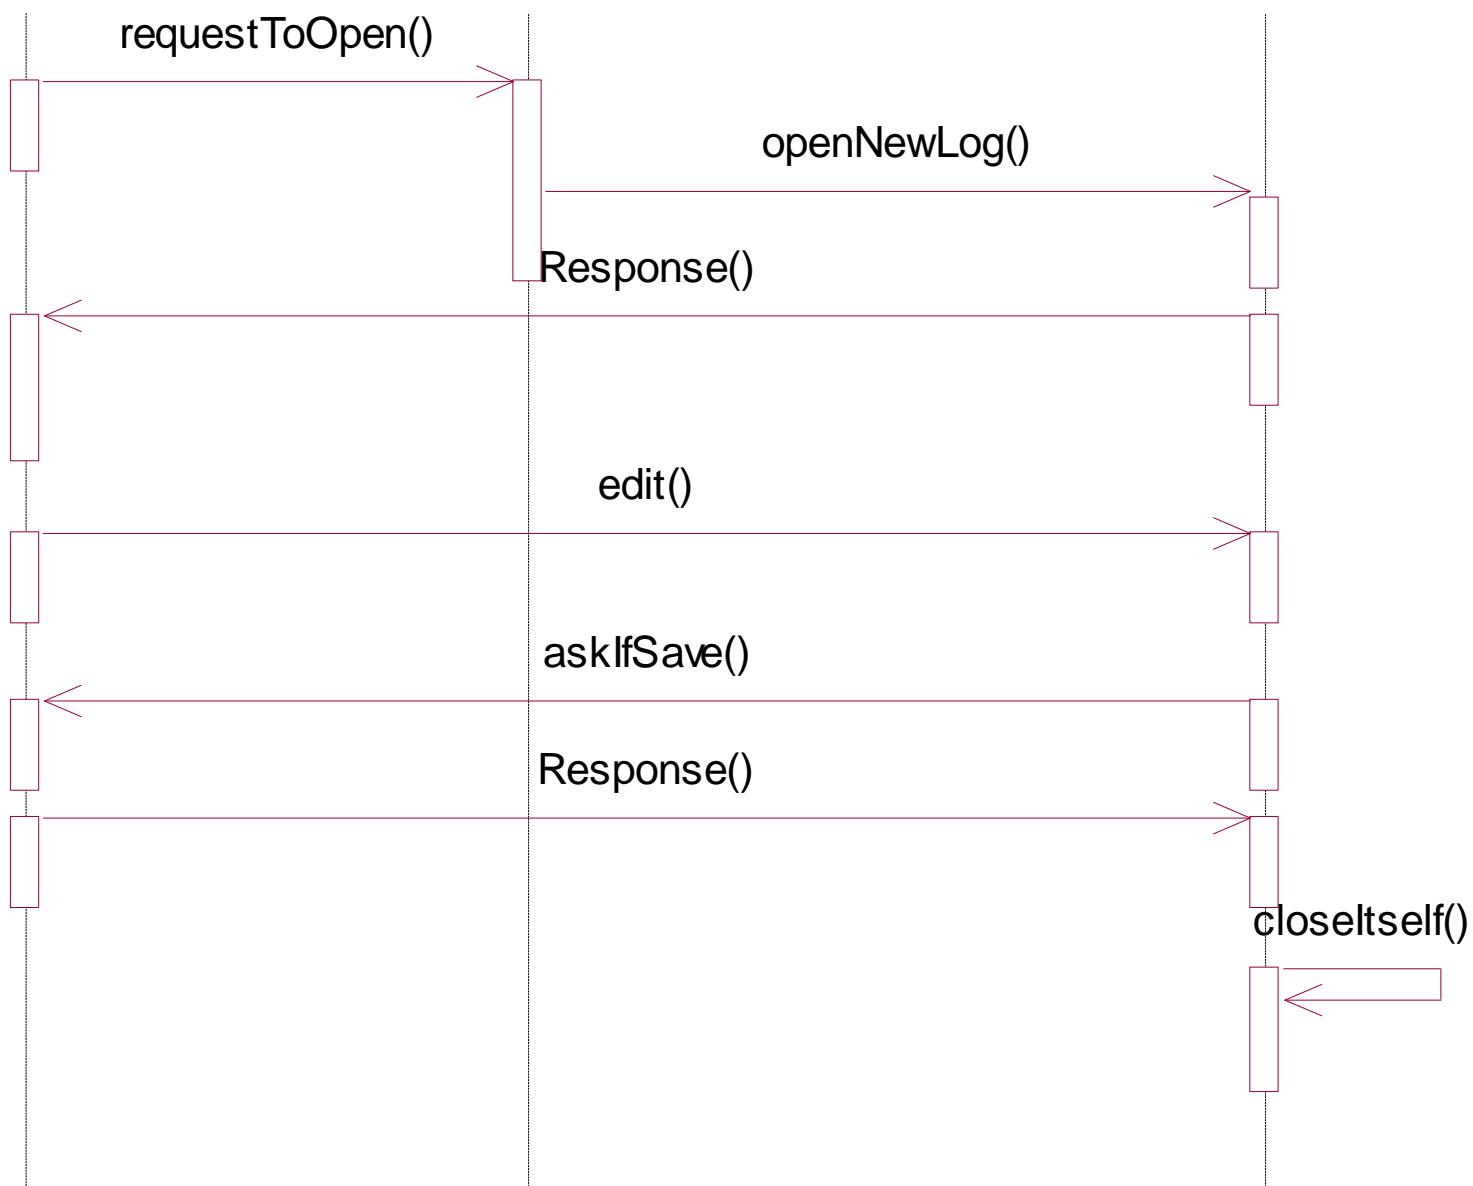 requestToOpen()
openNewLog()
Response()
edit()
askIfSave()
Response()
closeItself()